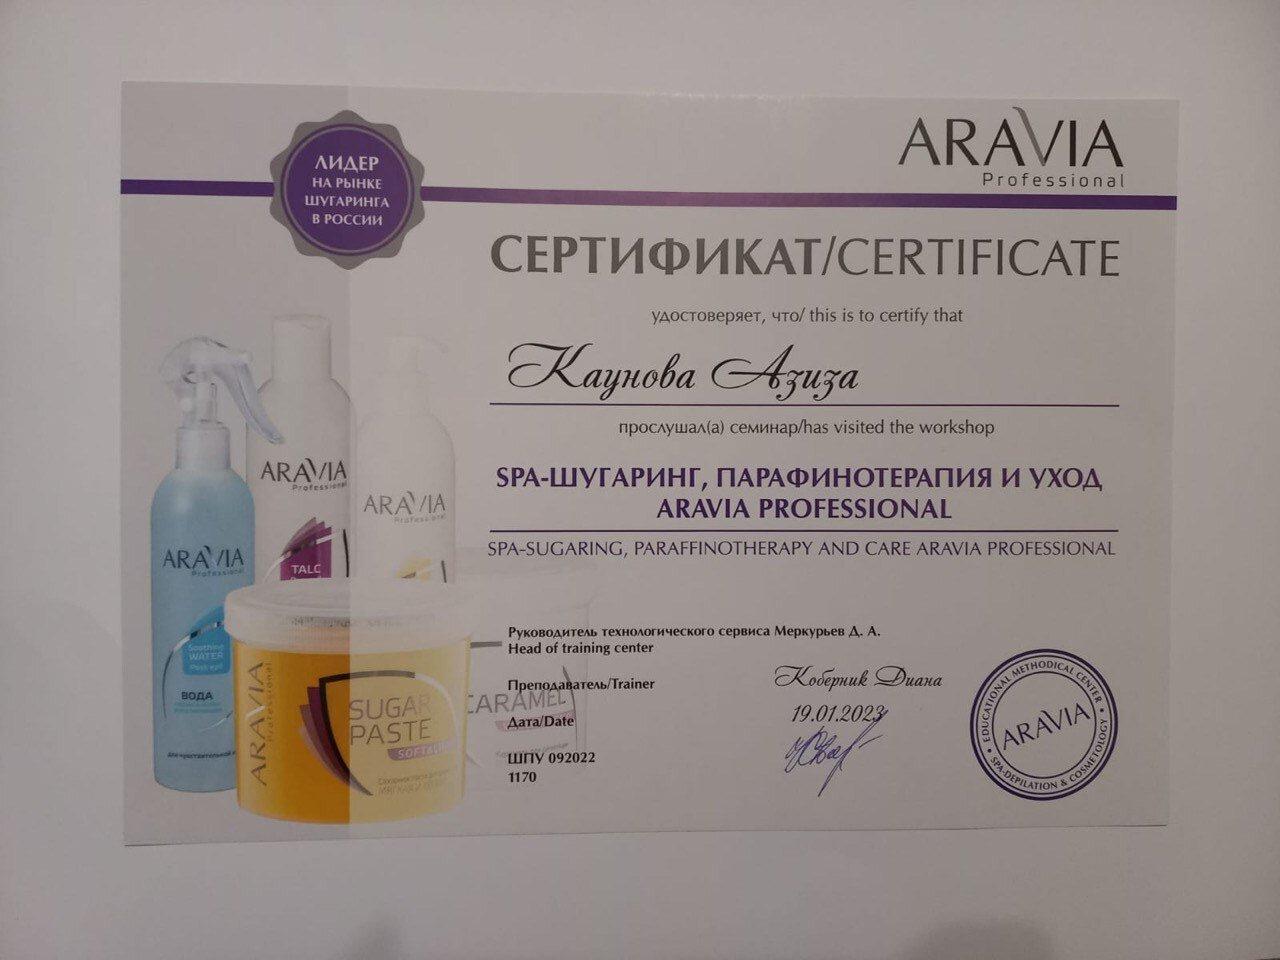 ЛИДЕР
НА РЫНКЕ
ШУГАРИНГА
В РОССИИ
ARAVIA
Professional
СЕРТИФИКАТ/CERTIFICATE
удостоверяет, что/ this is to certify that
Каунова Азиза
прослушал(а) семинар/has visited the workshop
SPA-ШУГАРИНГ, ПАРАФИНОТЕРАПИЯ И УХОД
ARAVIA PROFESSIONAL
SPA-SUGARING, PARAFFINOTHERAPY AND CARE ARAVIA PROFESSIONAL
Руководитель технологического сервиса Меркурьев Д. А.
Head of training center
Преподаватель/Trainer
Коберник Диана
Дата/Date
19.01.2023
ШПУ 092022
1170
EDUCATIONAL METHODICAL CENTER
ARAVIA
SPA-DEPILATION & COSMETOLOGY
ARAVIA
Professional
TALC
ARAVIA
Professional
ARAVIA
Professional
Soothing
WATER
Post-epil
ВОДА
ARAVIA
Professional
SUGAR
PASTE
CARAMEL